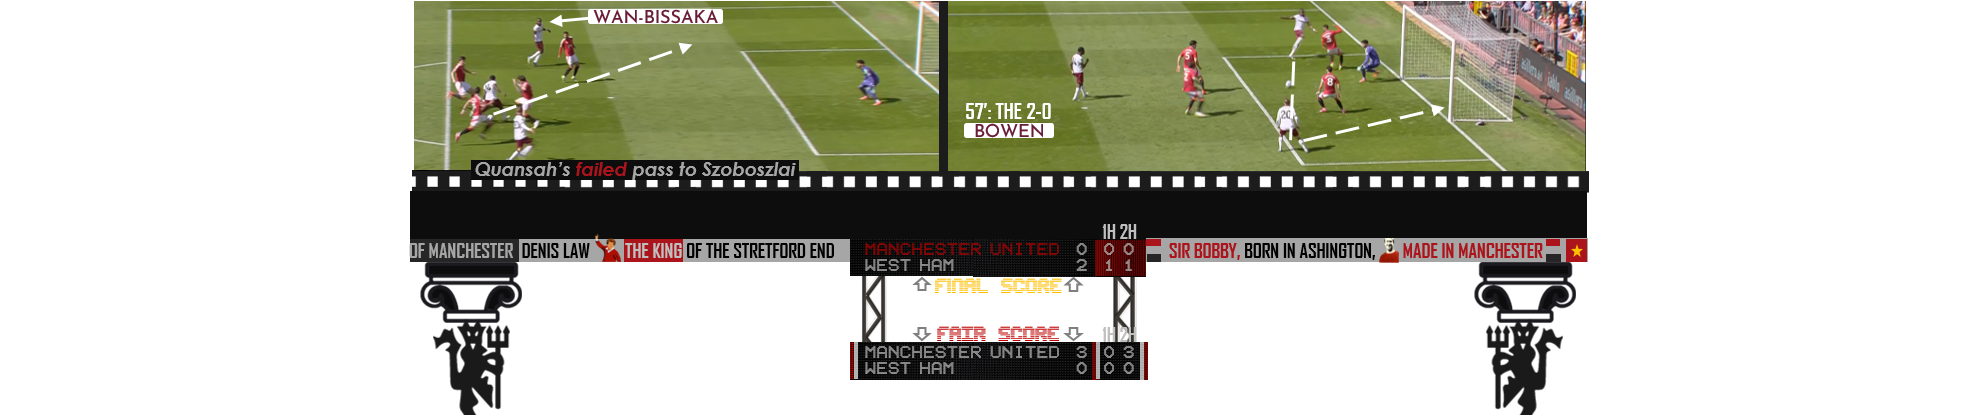 WAN-BISSAKA
57': THE 2-0
BOWEN
Quansah's failed pass to Szoboszlai
OF MANCHESTER DENIS LAW THE KING OF THE STRETFORD END
1H 2H
MANCHESTER UNITED 0 0 0
WEST HAM 2 1 1
SIR BOBBY, BORN IN ASHINGTON, MADE IN MANCHESTER
FINAL SCORE
FAIR SCORE
1H 2H
MANCHESTER UNITED 3 0 3
WEST HAM 0 0 0